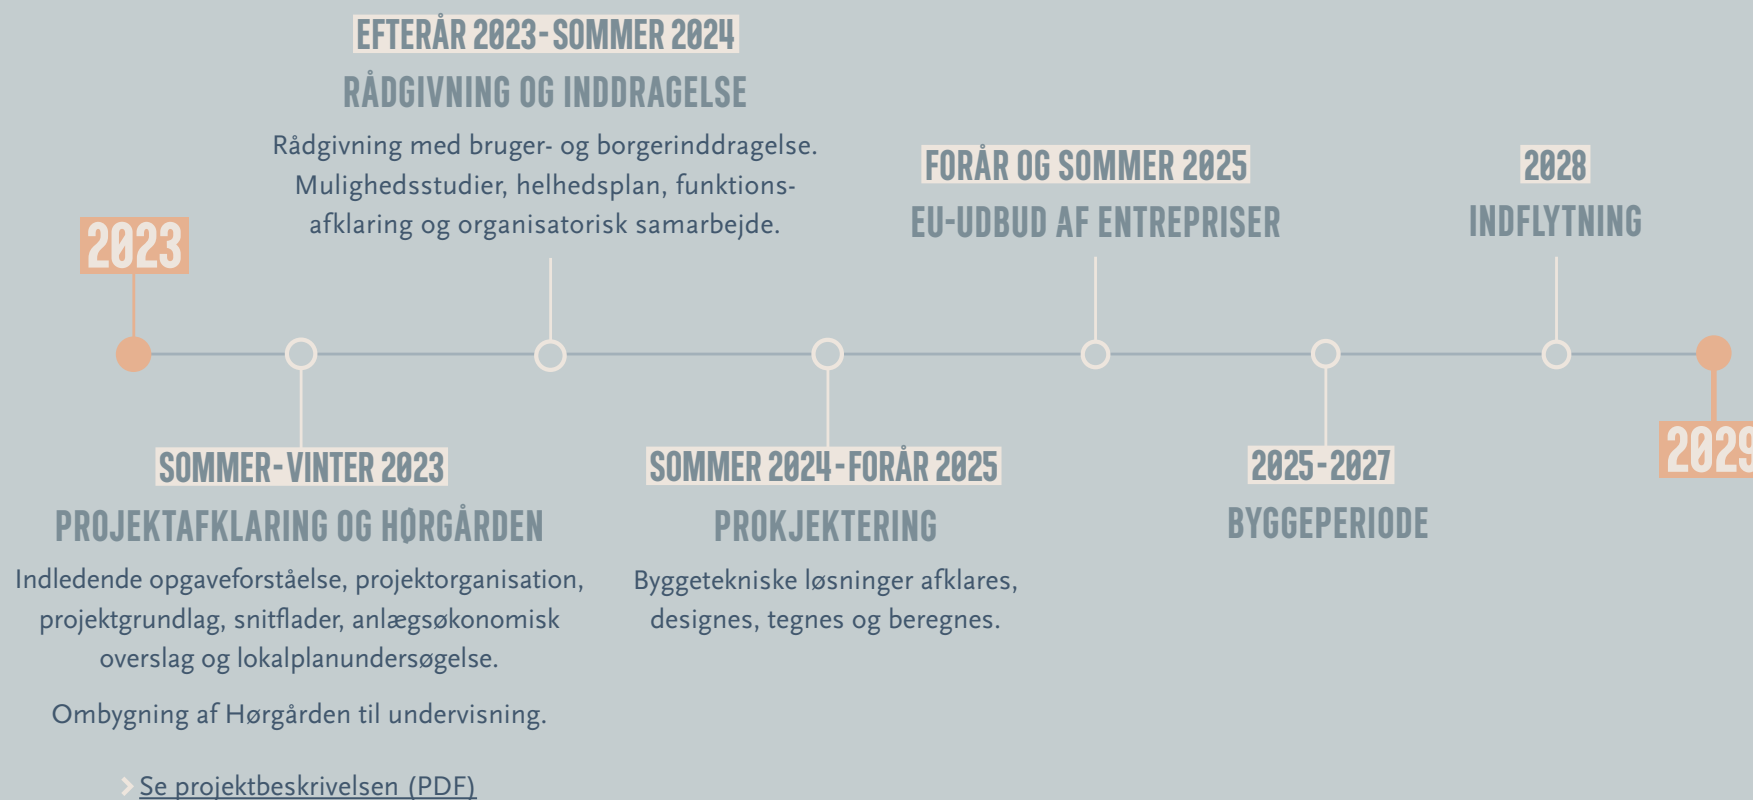 2023
SOMMER-VINTER 2023
PROJEKTAFKLARING OG HØRGÅRDEN
Indledende opgaveforståelse, projektorganisation,
projektgrundlag, snitflader, anlægsøkonomisk
overslag og lokalplanundersøgelse.
Ombygning af Hørgården til undervisning.
Se projektbeskrivelsen (PDF)
EFTERÅR 2023-SOMMER 2024
RÅDGIVNING OG INDDRAGELSE
Rådgivning med bruger- og borgerinddragelse.
Mulighedsstudier, helhedsplan, funktions-
afklaring og organisatorisk samarbejde.
SOMMER 2024-FORÅR 2025
PROKJEKTERING
Byggetekniske løsninger afklares,
designes, tegnes og beregnes.
FORÅR OG SOMMER 2025
EU-UDBUD AF ENTREPRISER
2025-2027
BYGGEPERIODE
2028
INDFLYTNING
2029